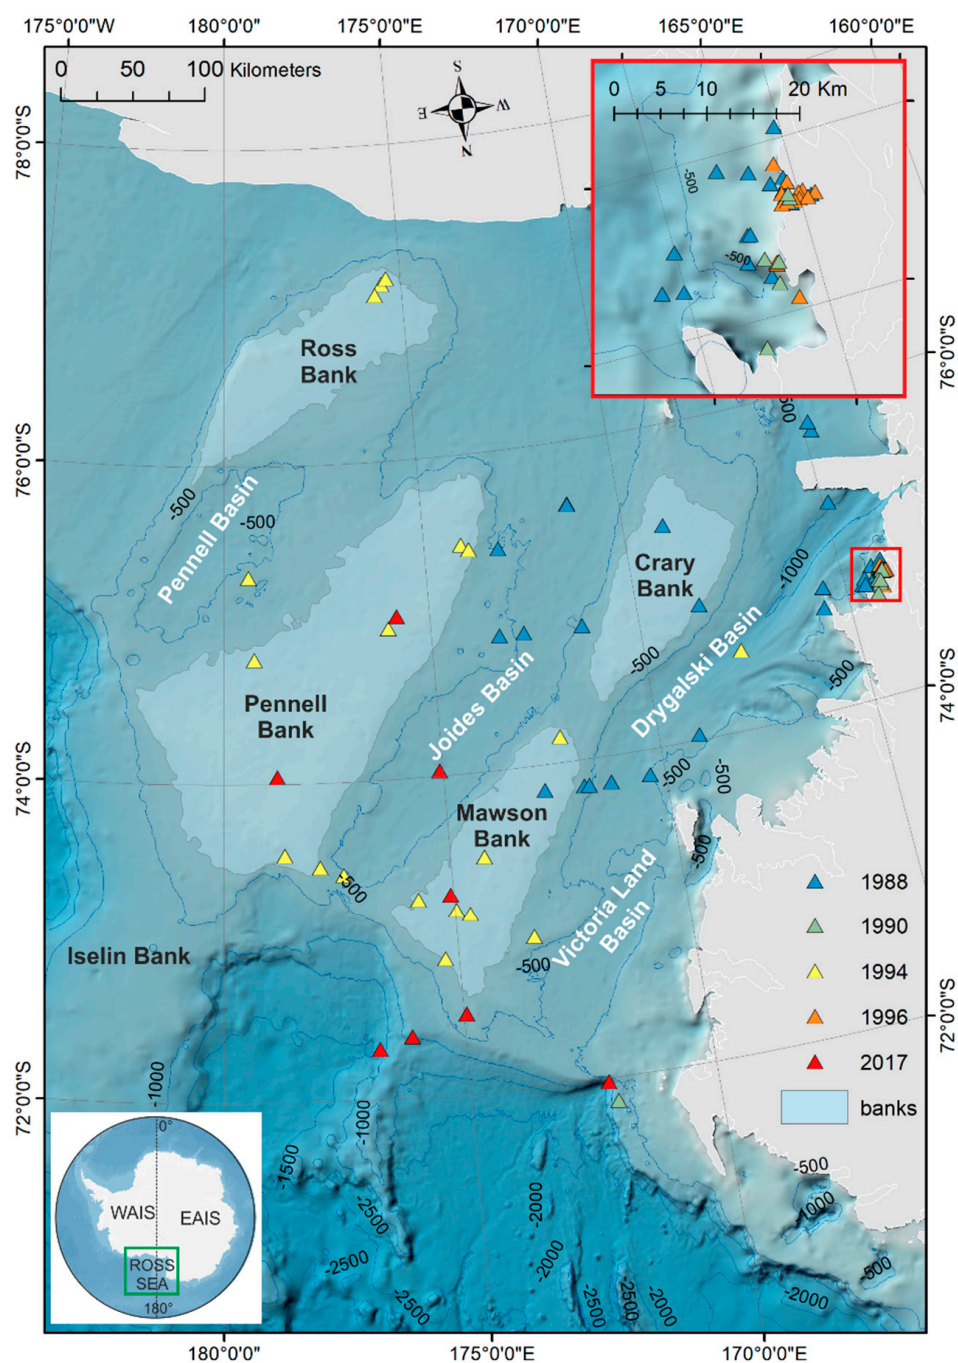 175°0'0"W 180°0'0" 175°0'0"E 170°0'0"E 165°0'0"E 160°0'0"E
0 50 100 Kilometers
S
E W
N
0 5 10 20 Km
-500
-500
78°0'0"S
76°0'0"S
74°0'0"S
72°0'0"S
76°0'0"S
74°0'0"S
72°0'0"S
Ross
Bank
-500
Pennell Basin
-500
-500
Crary
Bank
-1000
Drygalski Basin
-500
-500
Pennell
Bank
Joides Basin
-500
-500
-500
Mawson
Bank
-500
Victoria Land
Basin
-500
Iselin Bank
1988
1990
1994
1996
2017
banks
-1000
-1000
-1500
-2500
-2500
-2500
-2000
-2000
-2500
-2500
-2000
-500
-1000
-500
-2000
0°
WAIS EAIS
ROSS
SEA
180°
180°0'0" 175°0'0"E 170°0'0"E